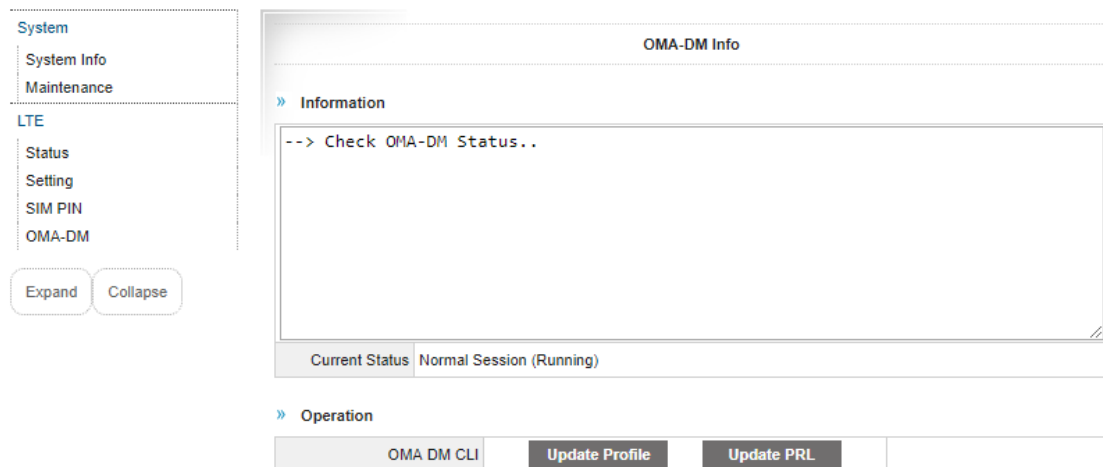 System
System Info
Maintenance
LTE
Status
Setting
SIM PIN
OMA-DM
Expand Collapse
OMA-DM Info
» Information
--> Check OMA-DM Status..
Current Status Normal Session (Running)
» Operation
OMA DM CLI Update Profile Update PRL